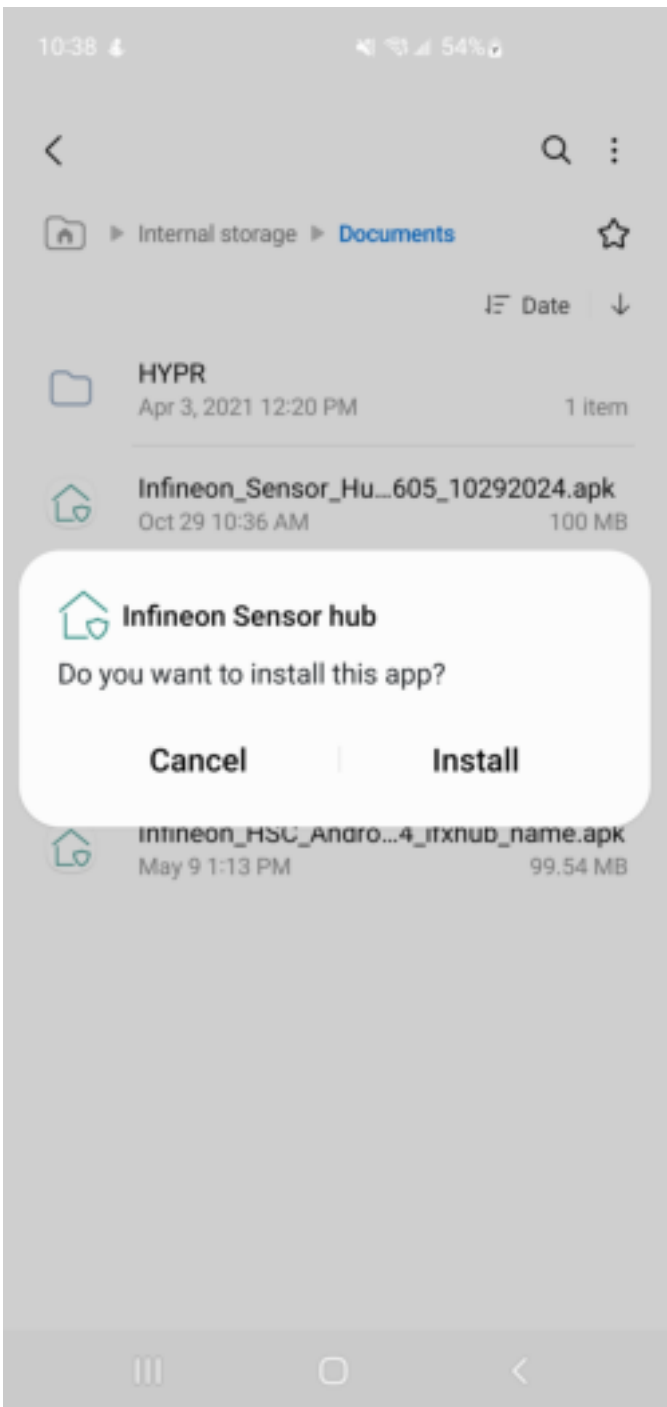 10:38
54%
Internal storage Documents
Date
HYPR
Apr 3, 2021 12:20 PM 1 item
Infineon_Sensor_Hu...605_10292024.apk
Oct 29 10:36 AM 100 MB
Infineon Sensor hub
Do you want to install this app?
Cancel Install
Infineon_HSC_Andro...4_ifxhub_name.apk
May 9 1:13 PM 99.54 MB